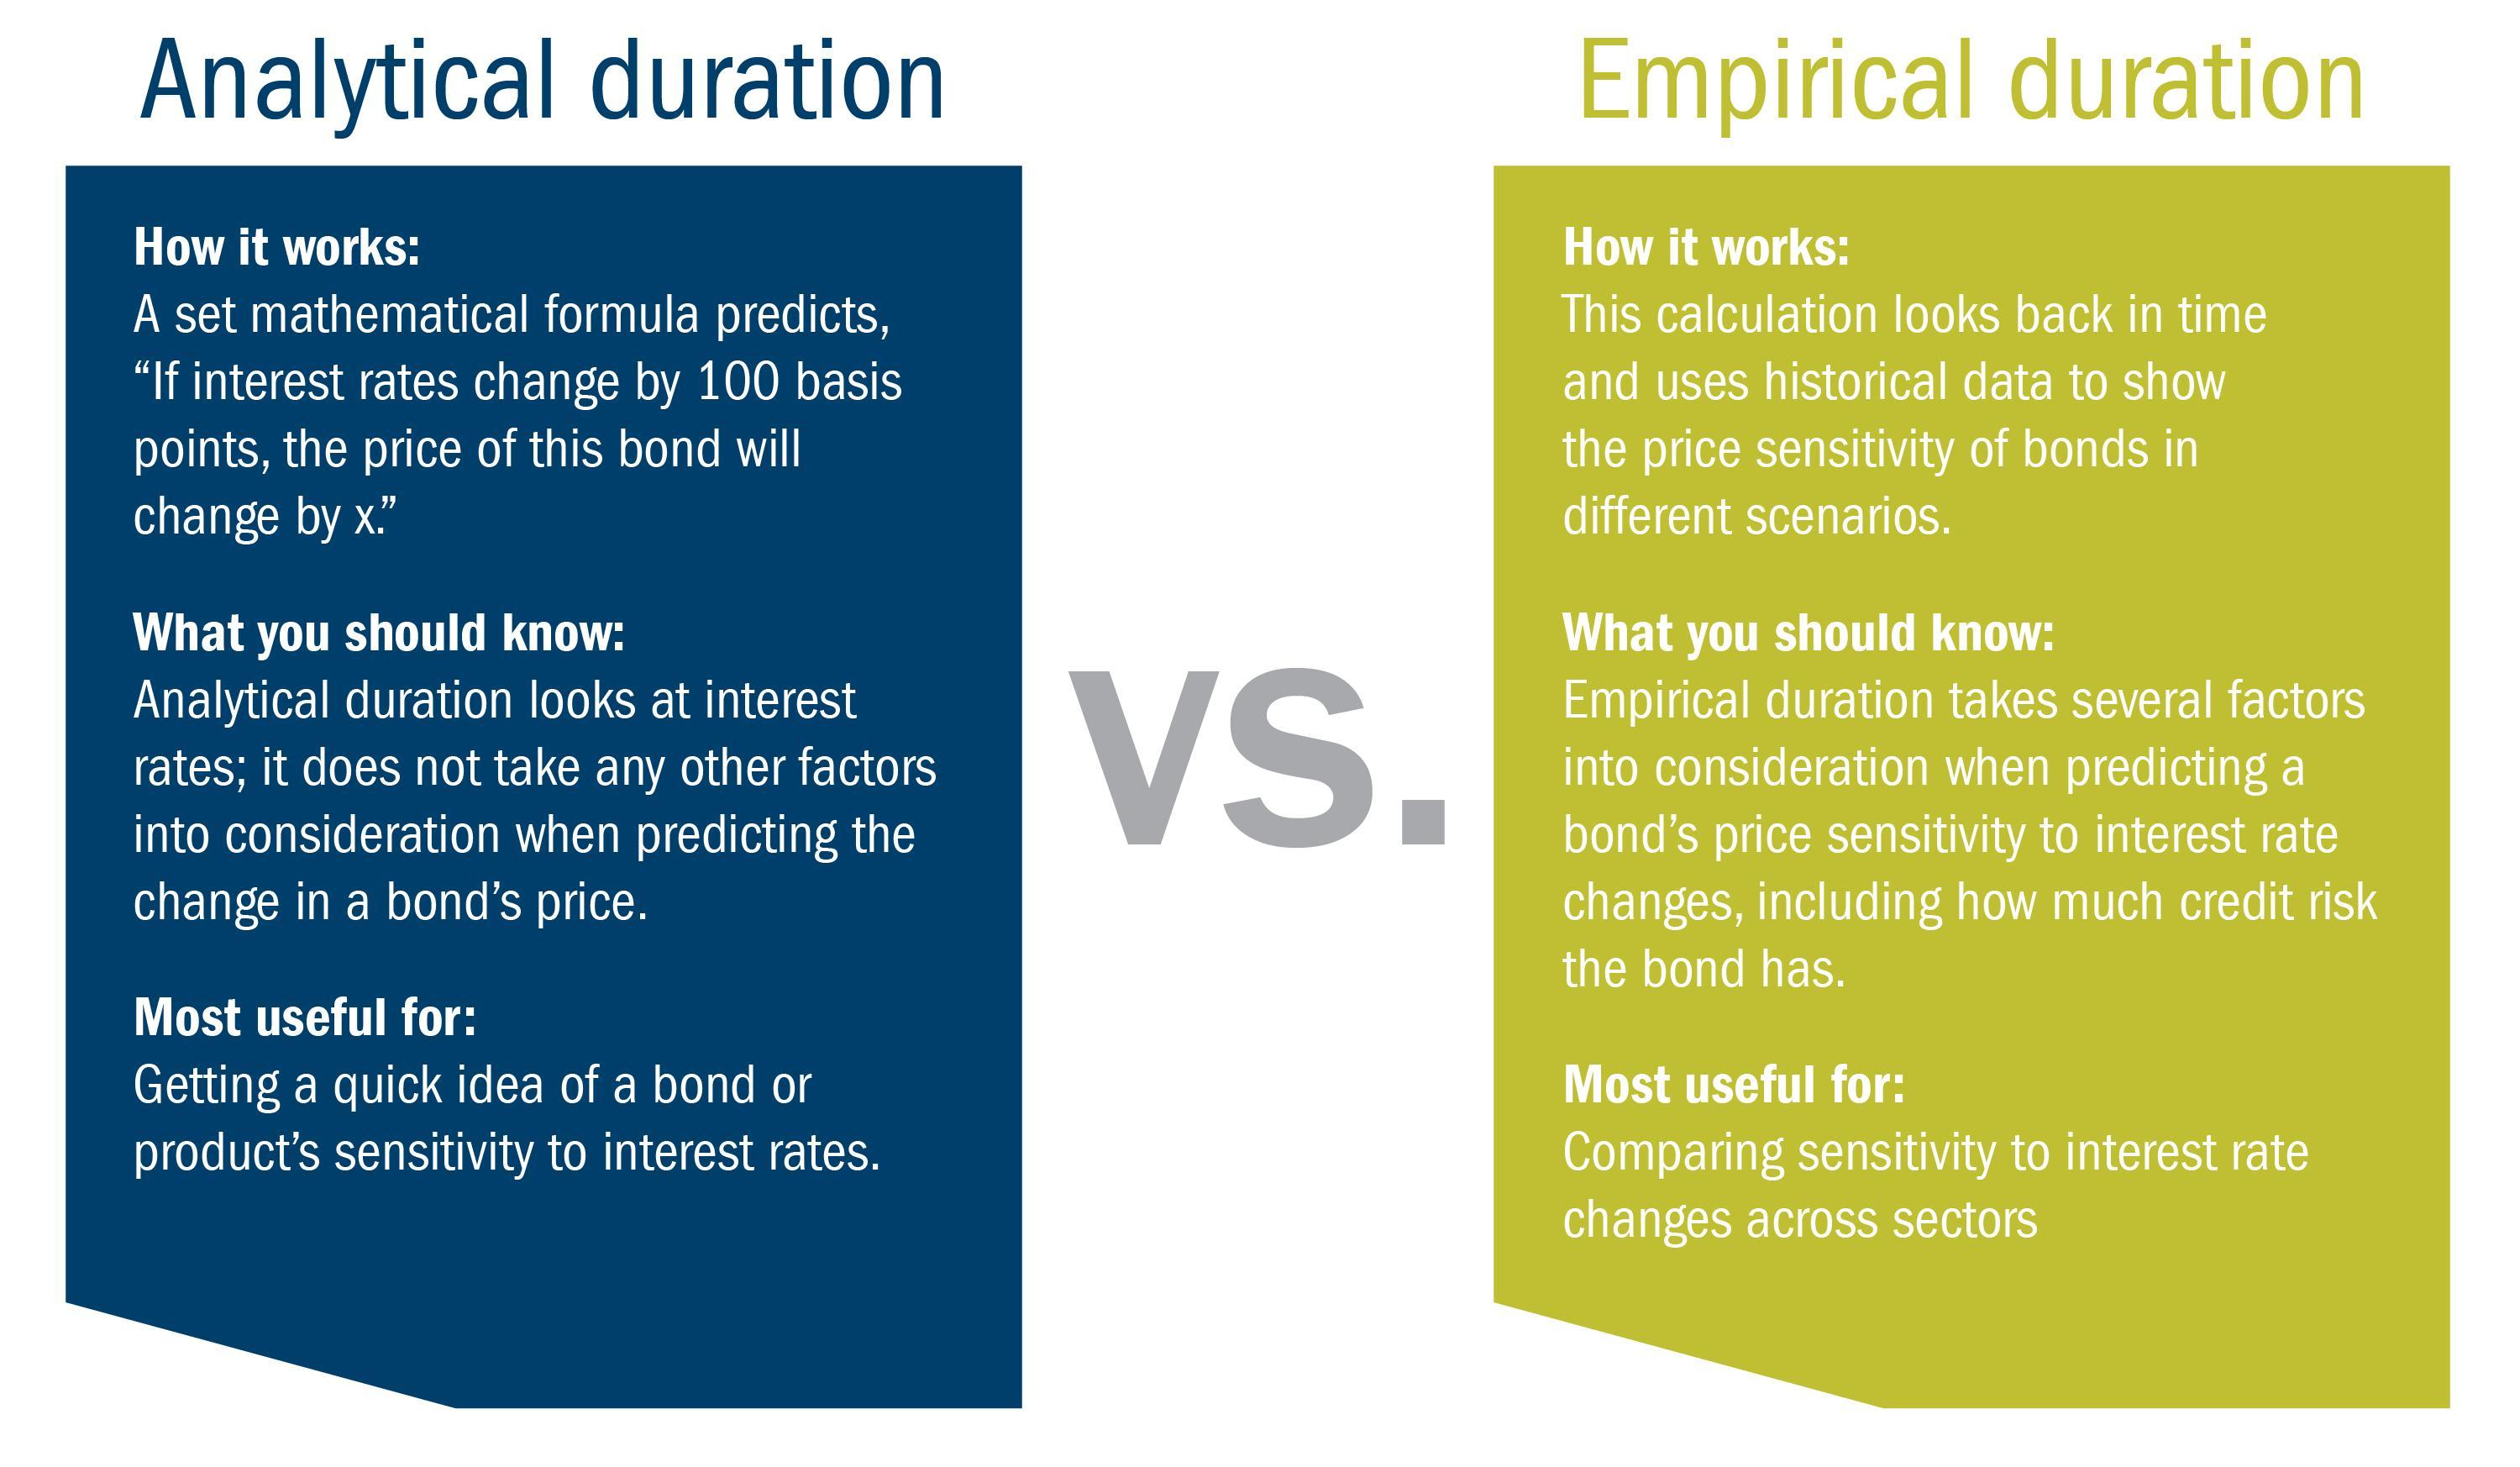 Analytical duration
How it works:
A set mathematical formula predicts,
“If interest rates change by 100 basis
points, the price of this bond will
change by x.”
What you should know:
Analytical duration looks at interest
rates; it does not take any other factors
into consideration when predicting the
change in a bond’s price.
Most useful for:
Getting a quick idea of a bond or
product’s sensitivity to interest rates.
vs.
Empirical duration
How it works:
This calculation looks back in time
and uses historical data to show
the price sensitivity of bonds in
different scenarios.
What you should know:
Empirical duration takes several factors
into consideration when predicting a
bond’s price sensitivity to interest rate
changes, including how much credit risk
the bond has.
Most useful for:
Comparing sensitivity to interest rate
changes across sectors